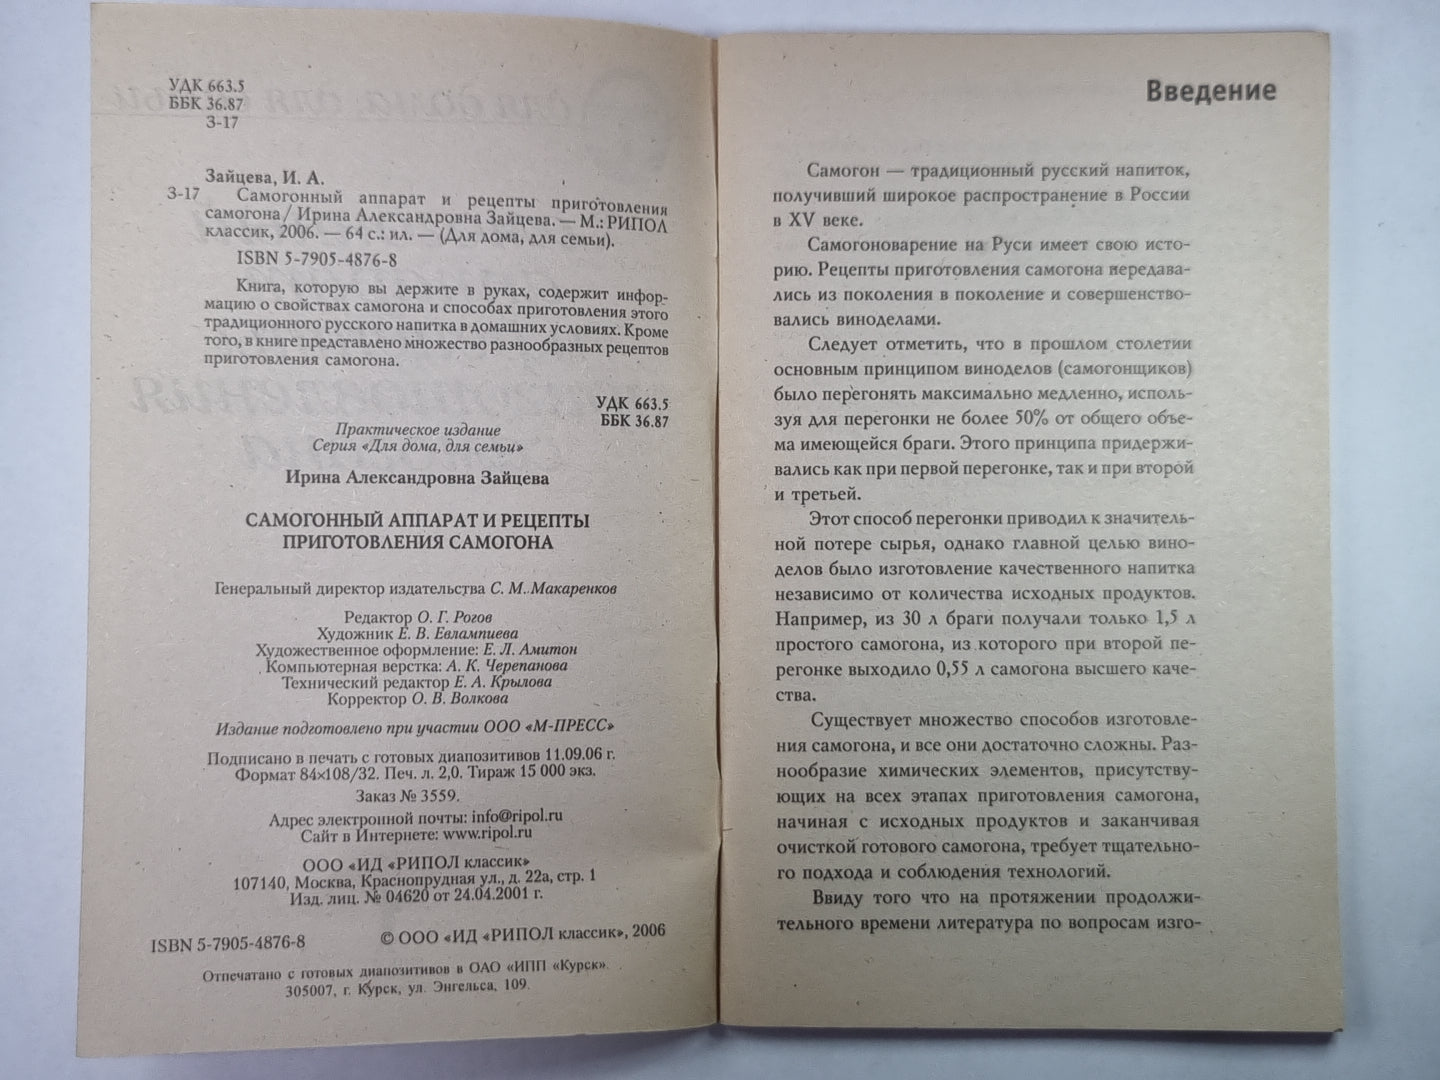 УДК 663.5
ББК 36.87
З-17
Зайцева, И. А.
З-17 Самогонный аппарат и рецепты приготовления
самогона/ Ирина Александровна Зайцева. — М.: РИПОЛ
классик, 2006. — 64 с.: ил. — (Для дома, для семьи).
ISBN 5-7905-4876-8
Книга, которую вы держите в руках, содержит инфор-
мацию о свойствах самогона и способах приготовления этого
традиционного русского напитка в домашних условиях. Кроме
того, в книге представлено множество разнообразных рецептов
приготовления самогона.
УДК 663.5
ББК 36.87
Практическое издание
Серия «Для дома, для семьи»
Ирина Александровна Зайцева
САМОГОННЫЙ АППАРАТ И РЕЦЕПТЫ
ПРИГОТОВЛЕНИЯ САМОГОНА
Генеральный директор издательства С. М. Макаренков
Редактор О. Г. Рогов
Художник Е. В. Евлампиева
Художественное оформление: Е. Л. Амитон
Компьютерная верстка: А. К. Черепанова
Технический редактор Е. А. Крылова
Корректор О. В. Волкова
Издание подготовлено при участии ООО «М-ПРЕСС»
Подписано в печать с готовых диапозитивов 11.09.06 г.
Формат 84×108/32. Печ. л. 2,0. Тираж 15 000 экз.
Заказ № 3559.
Адрес электронной почты: info@ripol.ru
Сайт в Интернете: www.ripol.ru
ООО «ИД «РИПОЛ классик»
107140, Москва, Краснопрудная ул., д. 22а, стр. 1
Изд. лиц. № 04620 от 24.04.2001 г.
ISBN 5-7905-4876-8 © ООО «ИД «РИПОЛ классик», 2006
Отпечатано с готовых диапозитивов в ОАО «ИПП «Курск».
305007, г. Курск, ул. Энгельса, 109.
Введение
Самогон — традиционный русский напиток,
получивший широкое распространение в России
в XV веке.
Самогоноварение на Руси имеет свою исто-
рию. Рецепты приготовления самогона передава-
лись из поколения в поколение и совершенство-
вались виноделами.
Следует отметить, что в прошлом столетии
основным принципом виноделов (самогонщиков)
было перегонять максимально медленно, исполь-
зуя для перегонки не более 50% от общего объе-
ма имеющейся браги. Этого принципа придержи-
вались как при первой перегонке, так и при второй
и третьей.
Этот способ перегонки приводил к значитель-
ной потере сырья, однако главной целью вино-
делов было изготовление качественного напитка
независимо от количества исходных продуктов.
Например, из 30 л браги получали только 1,5 л
простого самогона, из которого при второй пе-
регонке выходило 0,55 л самогона высшего каче-
ства.
Существует множество способов изготовле-
ния самогона, и все они достаточно сложны. Раз-
нообразие химических элементов, присутству-
ющих на всех этапах приготовления самогона,
начиная с исходных продуктов и заканчивая
очисткой готового самогона, требует тщательно-
го подхода и соблюдения технологий.
Ввиду того что на протяжении продолжи-
тельного времени литература по вопросам изго-